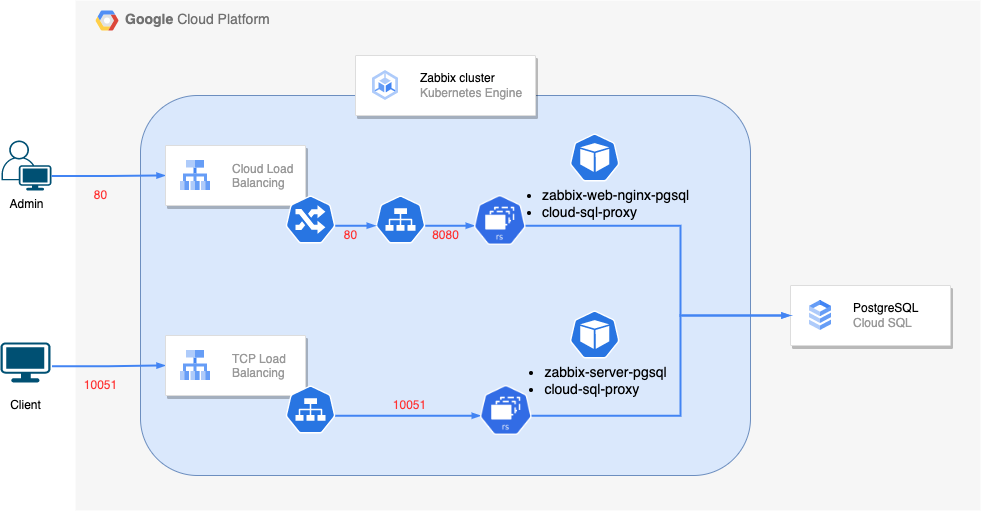 Google Cloud Platform
Zabbix cluster
Kubernetes Engine
Cloud Load
Balancing
Admin
80
• zabbix-web-nginx-pgsql
• cloud-sql-proxy
80
8080
rs
PostgreSQL
Cloud SQL
TCP Load
Balancing
Client
10051
• zabbix-server-pgsql
• cloud-sql-proxy
10051
rs